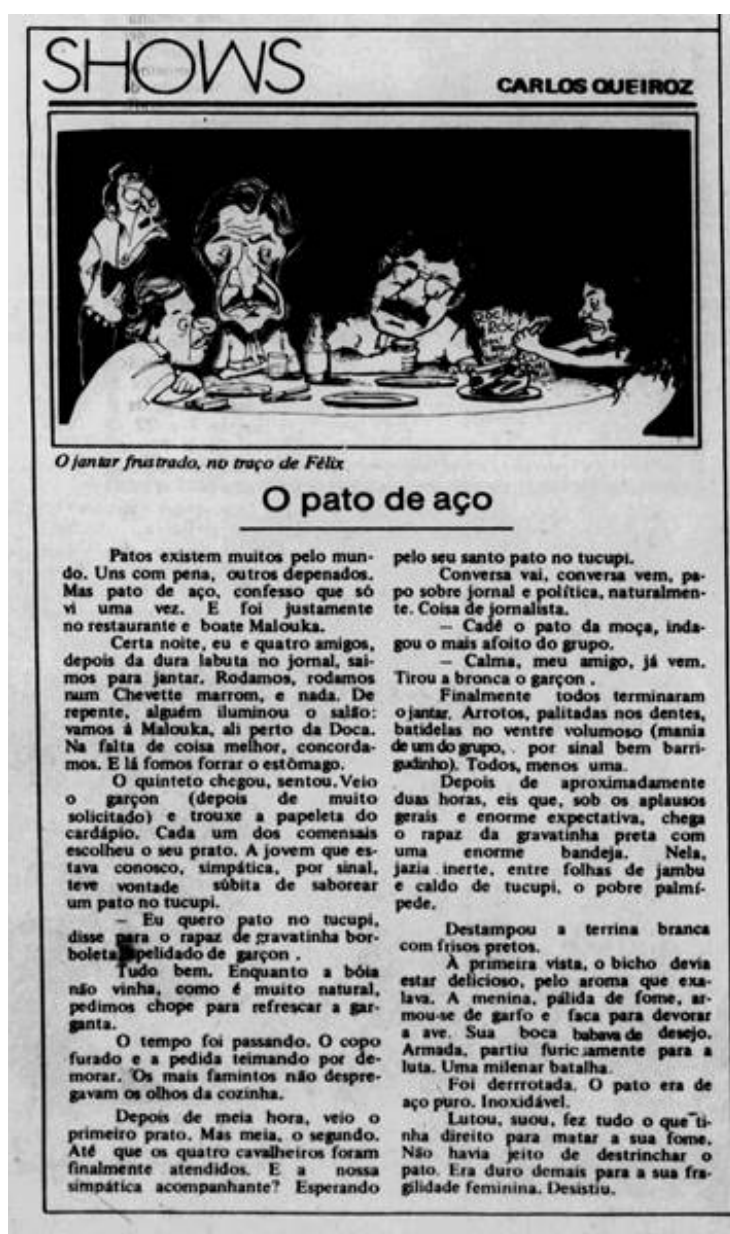 SHOWS
CARLOS QUEIROZ
ROC!
ROC!
O jantar frustrado, no traço de Félix
O pato de aço
Patos existem muitos pelo mun-
do. Uns com pena, outros depenados.
Mas pato de aço, confesso que só
vi uma vez. E foi justamente
no restaurante e boate Malouka.
Certa noite, eu e quatro amigos,
depois da dura labuta no jornal, saí-
mos para jantar. Rodamos, rodamos
num Chevette marrom, e nada. De
repente, alguém iluminou o salão:
vamos á Malouka, ali perto da Doca.
Na falta de coisa melhor, concorda-
mos. E lá fomos forrar o estômago.
O quinteto chegou, sentou. Veio
o garçon (depois de muito
solicitado) e trouxe a papeleta do
cardápio. Cada um dos comensais
escolheu o seu prato. A jovem que es-
tava conosco, simpática, por sinal,
teve vontade súbita de saborear
um pato no tucupi.
— Eu quero pato no tucupi,
disse para o rapaz de gravatinha bor-
boleta apelidado de garçon .
Tudo bem. Enquanto a bóia
não vinha, como é muito natural,
pedimos chope para refrescar a gar-
ganta.
O tempo foi passando. O copo
furado e a pedida teimando por de-
morar. Os mais famintos não despre-
gavam os olhos da cozinha.
Depois de meia hora, veio o
primeiro prato. Mas meia, o segundo.
Até que os quatro cavalheiros foram
finalmente atendidos. E a nossa
simpática acompanhante? Esperando
pelo seu santo pato no tucupi.
Conversa vai, conversa vem, pa-
po sobre jornal e política, naturalmen-
te. Coisa de jornalista.
— Cadê o pato da moça, inda-
gou o mais afoito do grupo.
— Calma, meu amigo, já vem.
Tirou a bronca o garçon .
Finalmente todos terminaram
o jantar. Arrotos, palitadas nos dentes,
batidelas no ventre volumoso (mania
de um do grupo, por sinal bem barri-
gudinho). Todos, menos uma.
Depois de aproximadamente
duas horas, eis que, sob os aplausos
gerais e enorme expectativa, chega
o rapaz da gravatinha preta com
uma enorme bandeja. Nela,
jazia inerte, entre folhas de jambu
e caldo de tucupi, o pobre palmí-
pede.
Destampou a terrina branca
com frisos pretos.
À primeira vista, o bicho devia
estar delicioso, pelo aroma que exa-
lava. A menina, pálida de fome, ar-
mou-se de garfo e faca para devorar
a ave. Sua boca babava de desejo.
Armada, partiu furiosamente para a
luta. Uma milenar batalha.
Foi derrrotada. O pato era de
aço puro. Inoxidável.
Lutou, suou, fez tudo o que ti-
nha direito para matar a sua fome.
Não havia jeito de destrinchar o
pato. Era duro demais para a sua fra-
gilidade feminina. Desistiu.